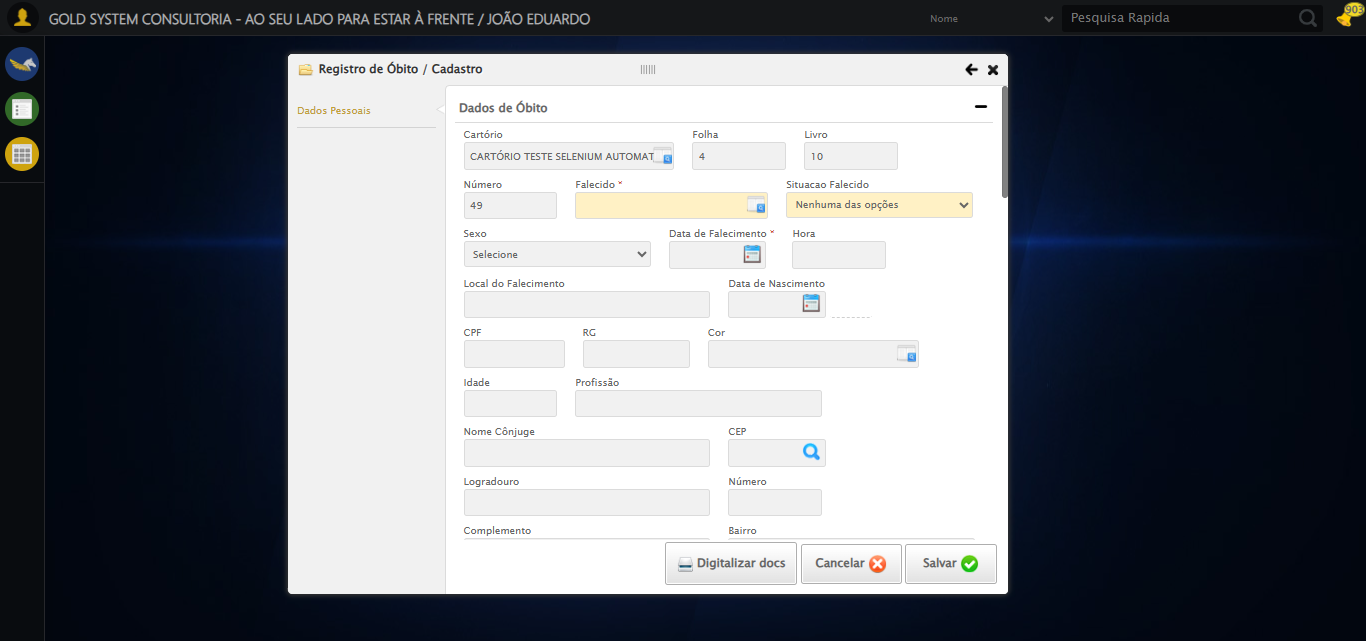 GOLD SYSTEM CONSULTORIA - AO SEU LADO PARA ESTAR À FRENTE / JOÃO EDUARDO
Nome
Pesquisa Rapida
903
Registro de Óbito / Cadastro
Dados Pessoais
Dados de Óbito
Cartório Folha Livro
CARTÓRIO TESTE SELENIUM AUTOMAT 4 10
Número Falecido * Situacao Falecido
49 Nenhuma das opções
Sexo Data de Falecimento * Hora
Selecione
Local do Falecimento Data de Nascimento
CPF RG Cor
Idade Profissão
Nome Cônjuge CEP
Logradouro Número
Complemento Bairro
Digitalizar docs Cancelar Salvar